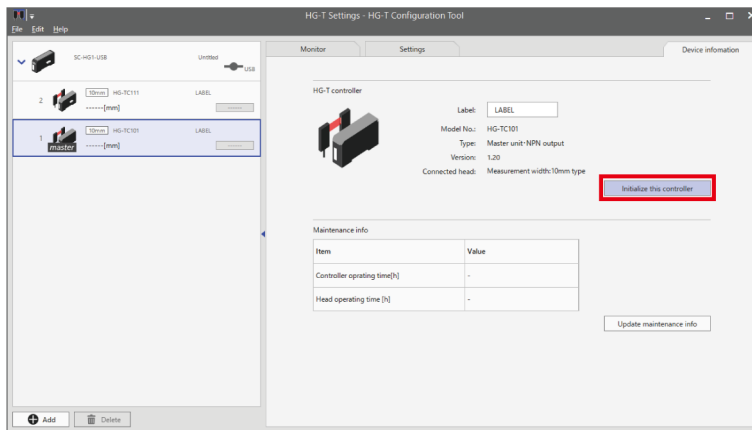 HG-T Settings - HG-T Configuration Tool
File Edit Help
SC-HG1-USB Untitled
USB
2 10mm HG-TC111 LABEL
------[mm] ------
1 10mm HG-TC101 LABEL
master ------[mm] ------
Add Delete
Monitor Settings Device infomation
HG-T controller
Label: LABEL
Model No.: HG-TC101
Type: Master unit･NPN output
Version: 1.20
Connected head: Measurement width:10mm type
Initialize this controller
Maintenance info
Item Value
Controller oprating time[h] -
Head operating time [h] -
Update maintenance info